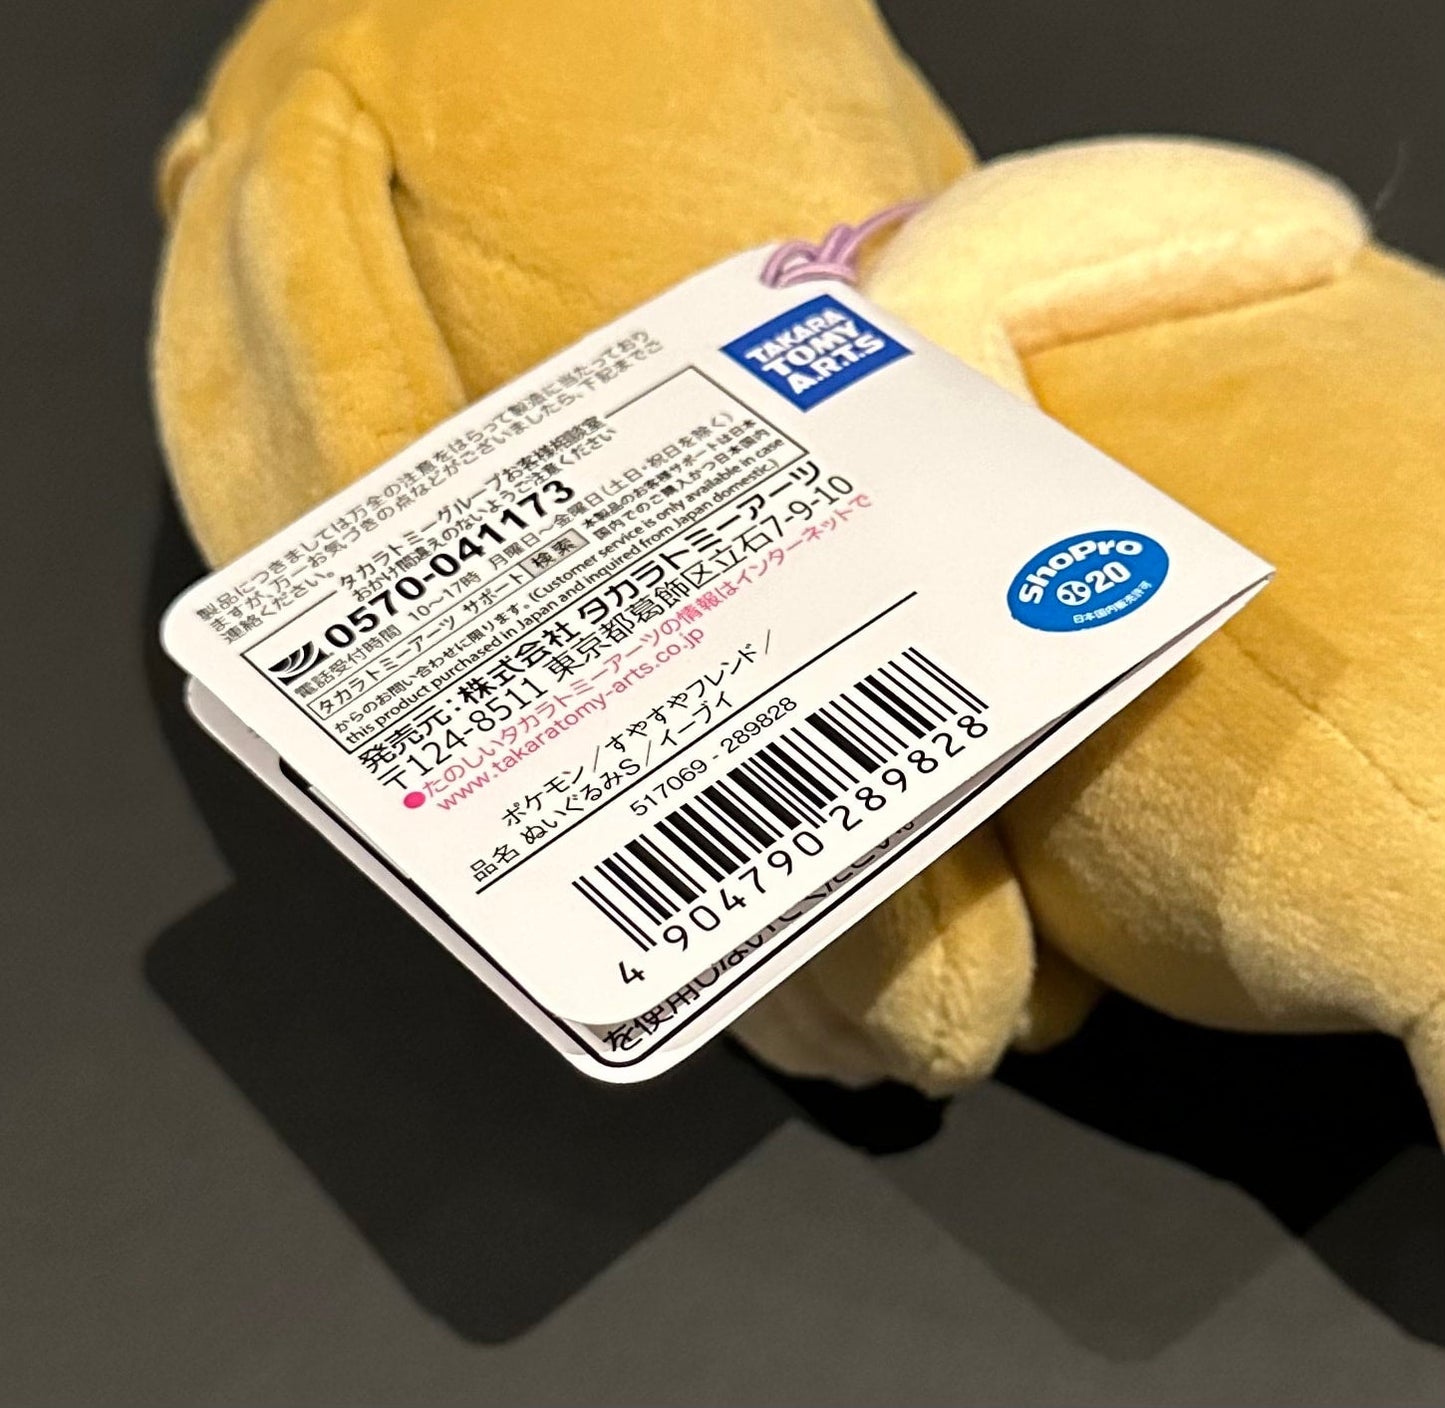 TAKARA
TOMY
A.R.T.S
製品につきましては万全の注意をはらって製造に当たっており
ますが、万一お気づきの点などがございましたら、下記までご
連絡ください。
タカラトミーグループお客様相談室
おかけ間違えのないようご注意ください
0570-041173
電話受付時間 10〜17時 月曜日〜金曜日(土日・祝日を除く)
タカラトミーアーツ サポート 検索 本製品のお客様サポートは日本
国内でのご購入かつ日本国内
からのお問い合わせに限ります。(Customer service is only available in case
this product purchased in Japan and inquired from Japan domestic)
発売元:株式会社 タカラトミーアーツ
〒124-8511 東京都葛飾区立石7-9-10
●たのしいタカラトミーアーツの情報はインターネットで
www.takaratomy-arts.co.jp
ポケモン/すやすやフレンド/
品名 ぬいぐるみS/イーブイ
517069 - 289828
4 904790 289828
ShoPro
20
日本国内販売許可
を使用しないでください